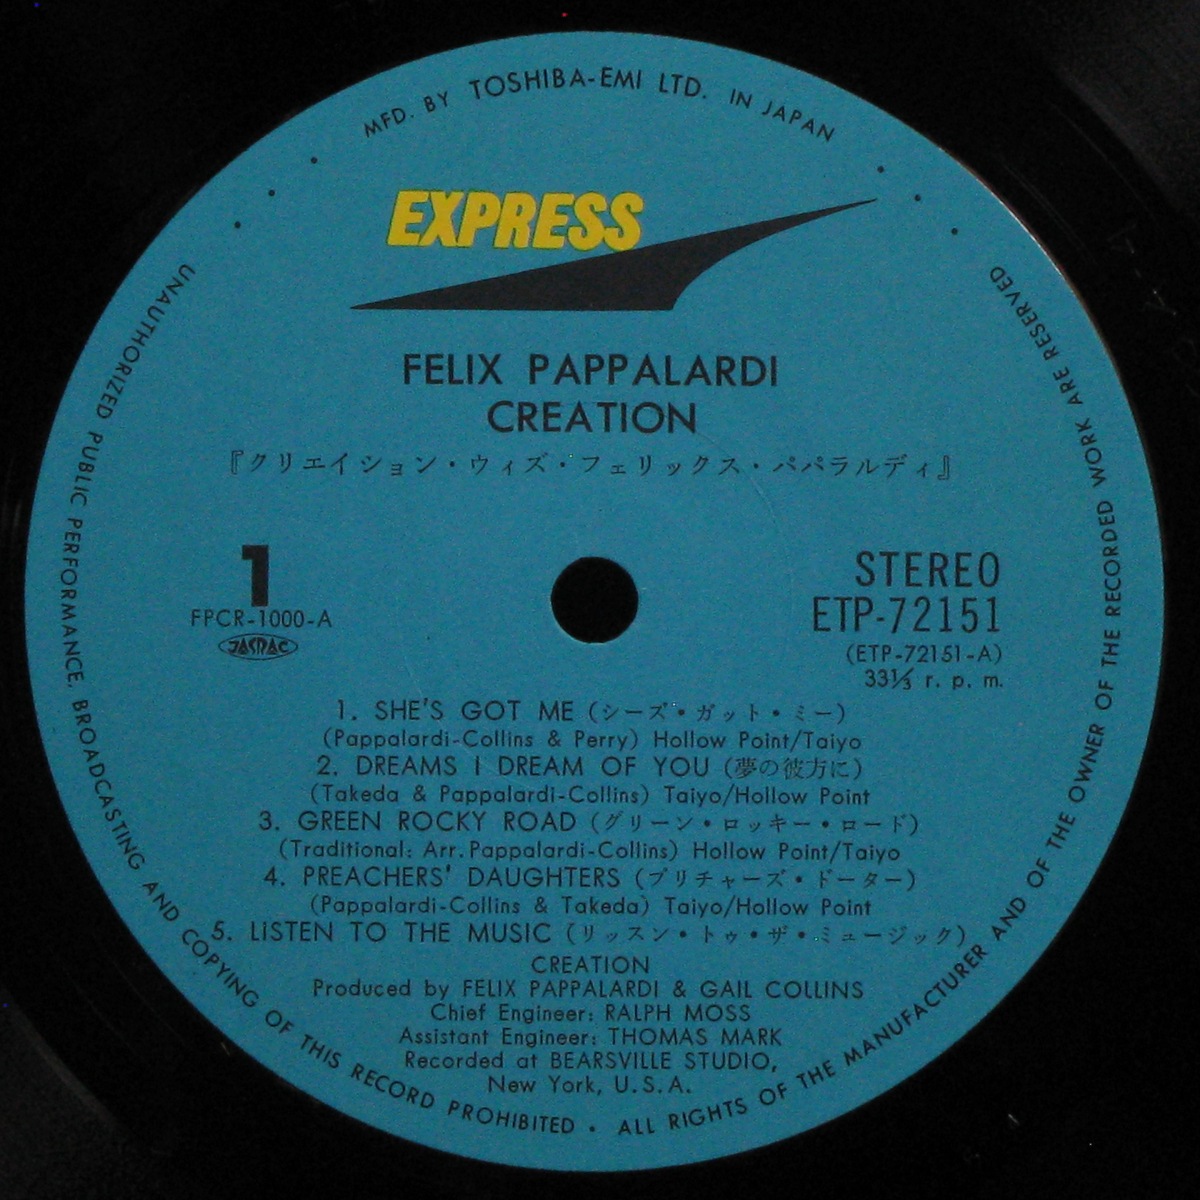 MFD. BY TOSHIBA-EMI LTD. IN JAPAN
EXPRESS
FELIX PAPPALARDI
CREATION
『クリエイション・ウィズ・フェリックス・パパラルディ』
1
FPCR-1000-A
JASRAC
STEREO
ETP-72151
(ETP-72151-A)
33⅓ r. p. m.
1. SHE'S GOT ME (シーズ・ガット・ミー)
(Pappalardi-Collins & Perry) Hollow Point/Taiyo
2. DREAMS I DREAM OF YOU (夢の彼方に)
(Takeda & Pappalardi-Collins) Taiyo/Hollow Point
3. GREEN ROCKY ROAD (グリーン・ロッキー・ロード)
(Traditional: Arr. Pappalardi-Collins) Hollow Point/Taiyo
4. PREACHERS' DAUGHTERS (プリチャーズ・ドーター)
(Pappalardi-Collins & Takeda) Taiyo/Hollow Point
5. LISTEN TO THE MUSIC (リッスン・トゥ・ザ・ミュージック)
CREATION
Produced by FELIX PAPPALARDI & GAIL COLLINS
Chief Engineer: RALPH MOSS
Assistant Engineer: THOMAS MARK
Recorded at BEARSVILLE STUDIO,
New York, U.S.A.
UNAUTHORIZED PUBLIC PERFORMANCE, BROADCASTING AND COPYING OF THIS RECORD PROHIBITED • ALL RIGHTS OF THE MANUFACTURER AND OF THE OWNER OF THE RECORDED WORK ARE RESERVED